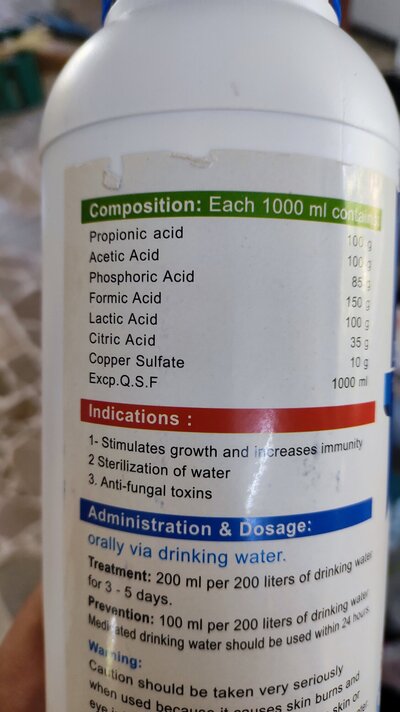 Composition: Each 1000 ml contains
Propionic acid 100 g
Acetic Acid 100 g
Phosphoric Acid 85 g
Formic Acid 150 g
Lactic Acid 100 g
Citric Acid 35 g
Copper Sulfate 10 g
Excp.Q.S.F 1000 ml
Indications :
1- Stimulates growth and increases immunity
2 Sterilization of water
3. Anti-fungal toxins
Administration & Dosage:
orally via drinking water.
Treatment: 200 ml per 200 liters of drinking water
for 3 - 5 days.
Prevention: 100 ml per 200 liters of drinking water
Medicated drinking water should be used within 24 hours
Warning:
Caution should be taken very seriously
when used because it causes skin burns and
eye skin or